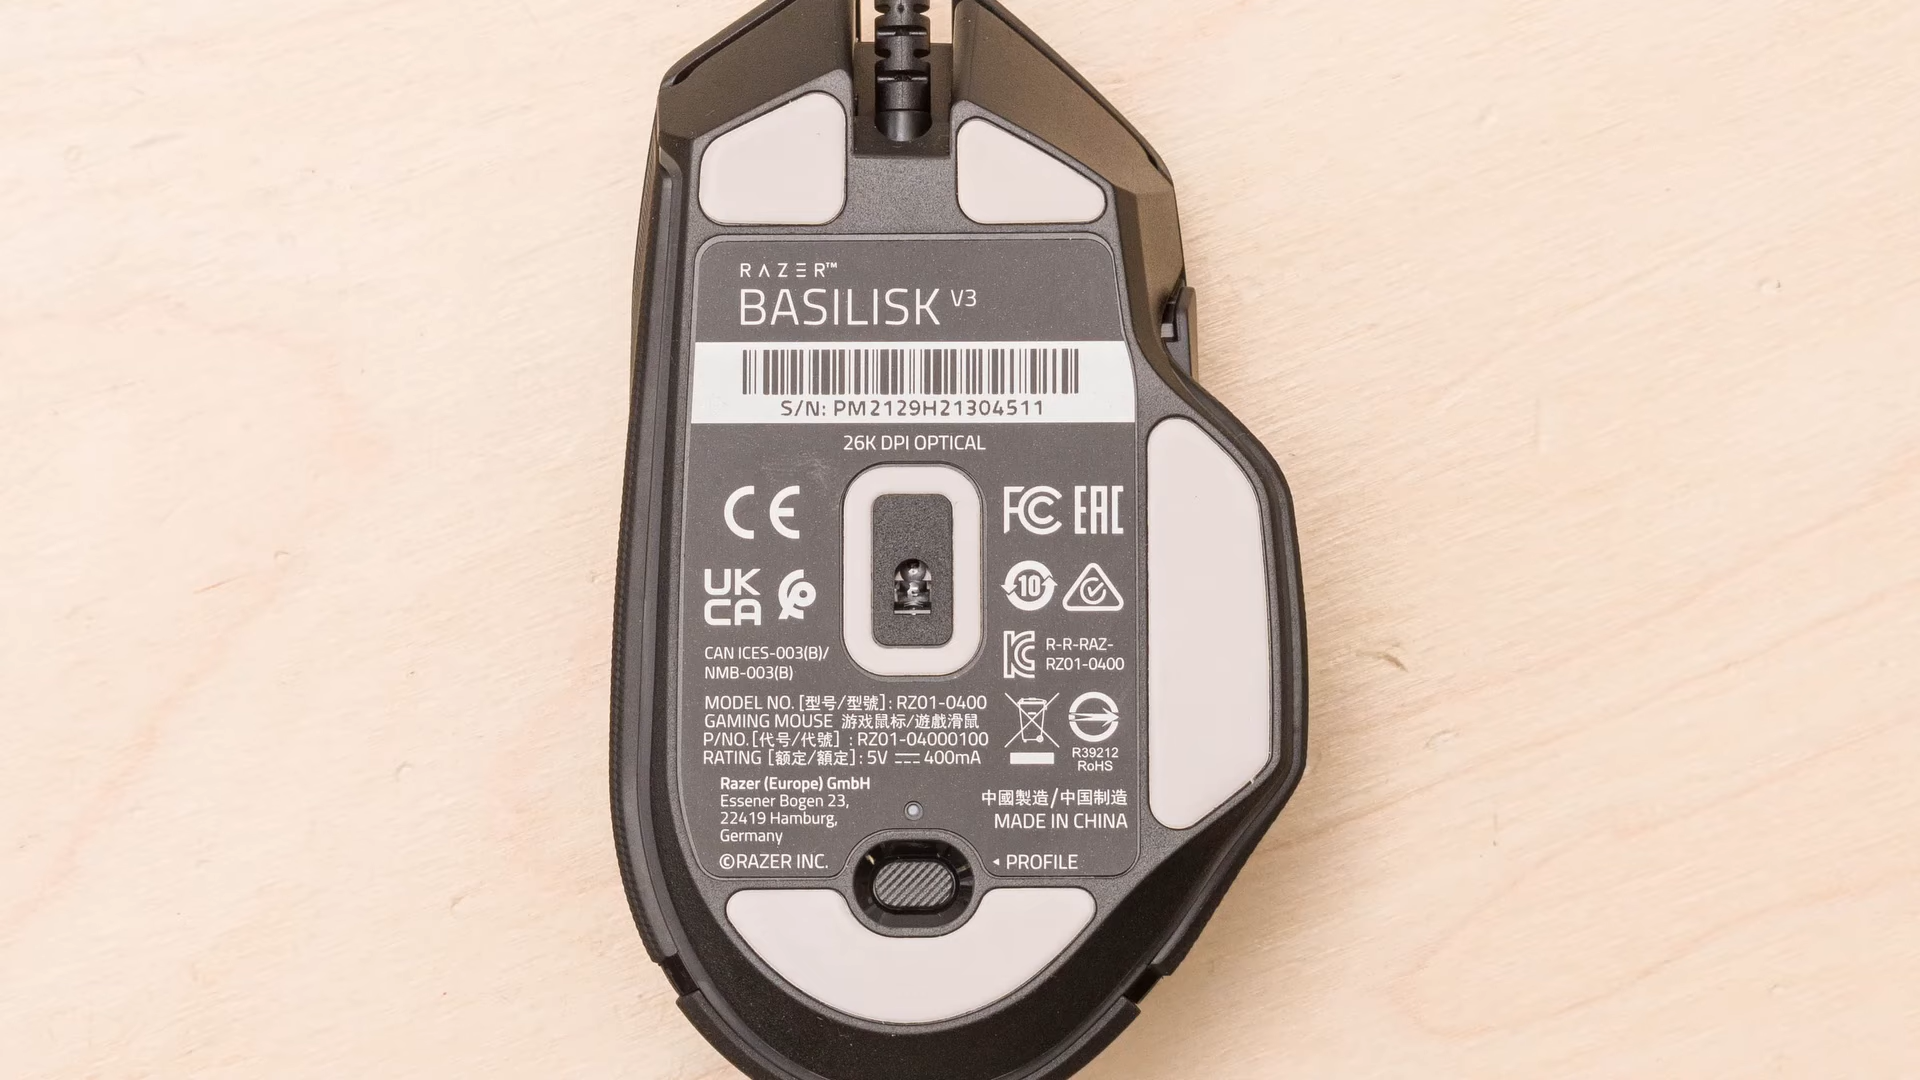 RAZER™
BASILISK V3
S/N: PM2129H21304511
26K DPI OPTICAL
CE
FC EAC
UK
CA
10
CAN ICES-003(B)/
NMB-003(B)
R-R-RAZ-
RZ01-0400
MODEL NO. [型号/型號] : RZ01-0400
GAMING MOUSE 游戏鼠标/遊戲滑鼠
P/NO. [代号/代號] : RZ01-04000100
RATING [额定/額定] : 5V ⎓ 400mA
R39212
RoHS
Razer (Europe) GmbH
Essener Bogen 23,
22419 Hamburg,
Germany
©RAZER INC.
中國製造/中国制造
MADE IN CHINA
PROFILE